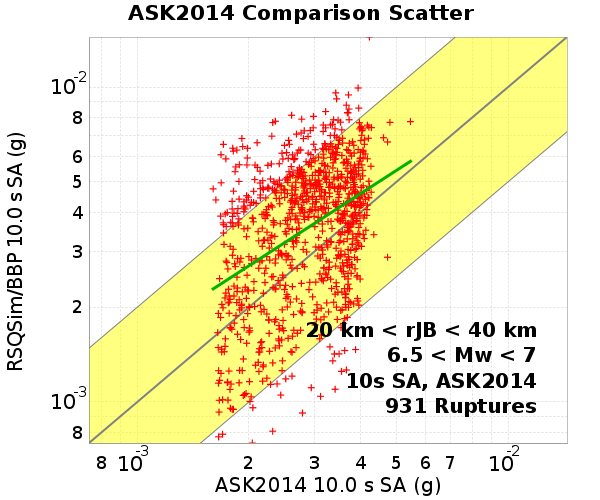 ASK2014 Comparison Scatter
RSQSim/BBP 10.0 s SA (g)
10-2
8
6
5
4
3
2
10-3
8
20 km < rJB < 40 km
6.5 < Mw < 7
10s SA, ASK2014
931 Ruptures
8 10-3 2 3 4 5 6 7 10-2
ASK2014 10.0 s SA (g)